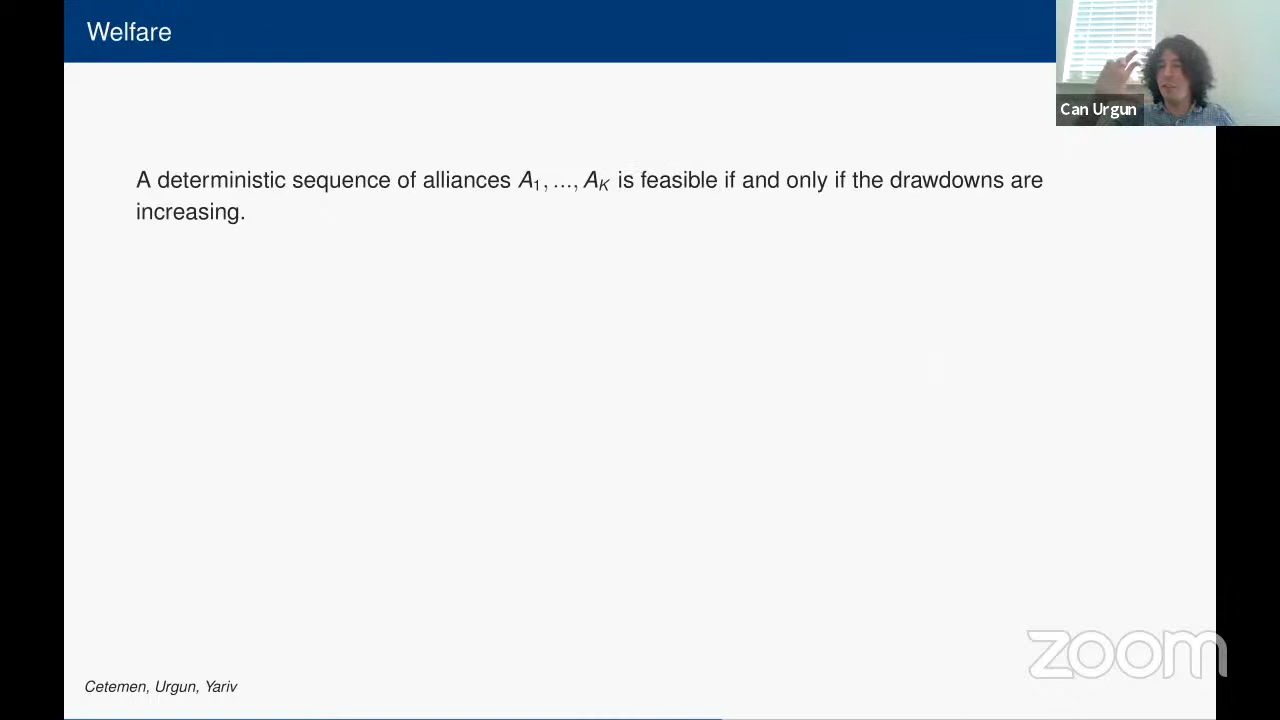 Welfare
Can Urgun
A deterministic sequence of alliances A₁, ..., A_K is feasible if and only if the drawdowns are
increasing.
zoom
Cetemen, Urgun, Yariv